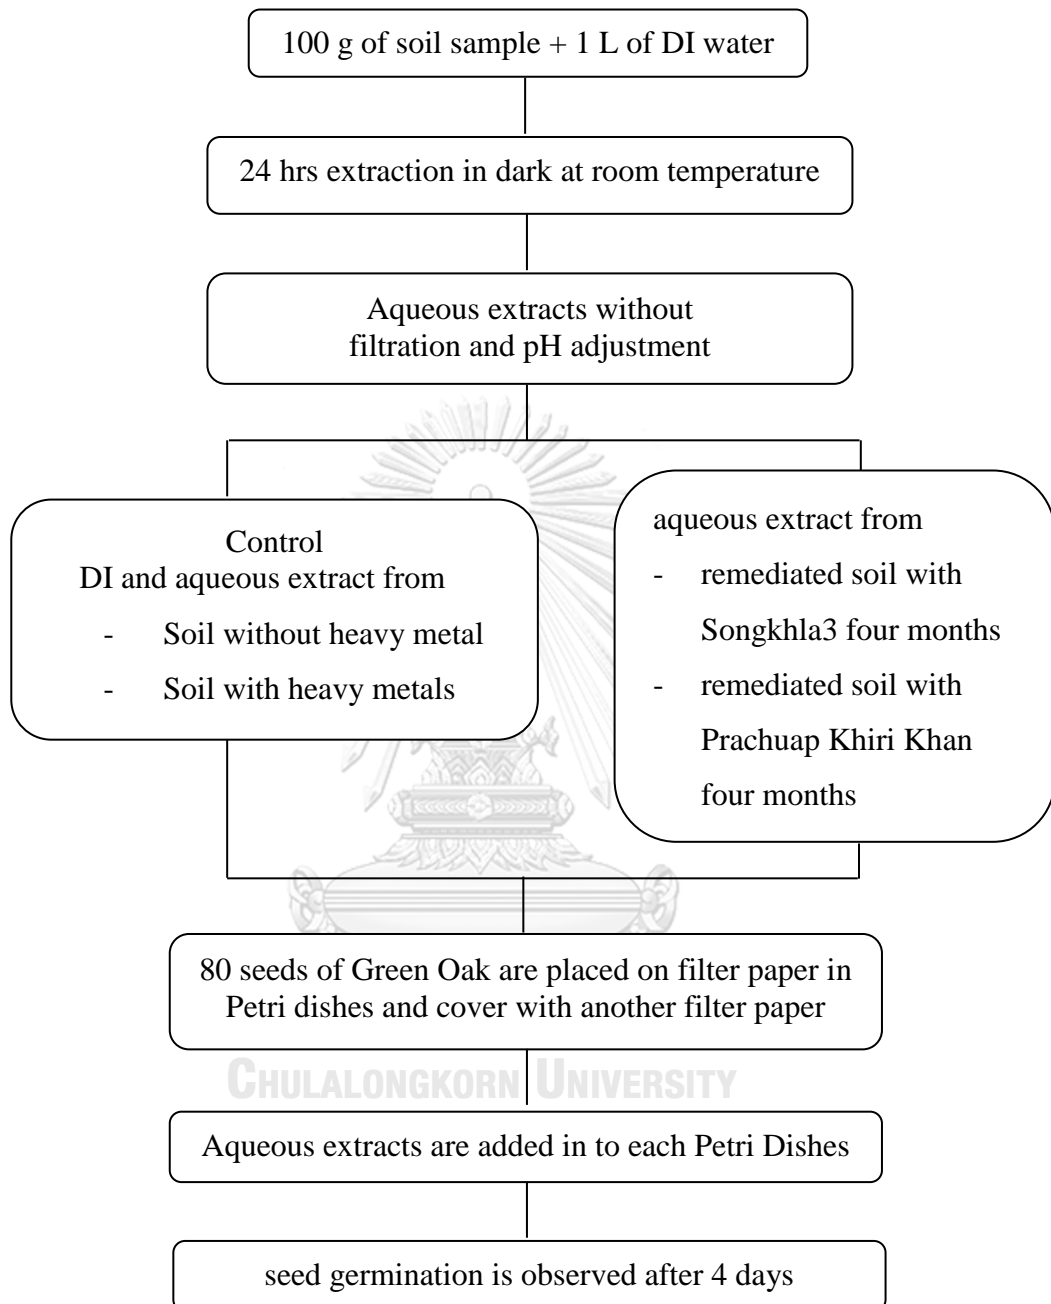 100 g of soil sample + 1 L of DI water
24 hrs extraction in dark at room temperature
Aqueous extracts without
filtration and pH adjustment
Control
DI and aqueous extract from
- Soil without heavy metal
- Soil with heavy metals
aqueous extract from
- remediated soil with
Songkhla3 four months
- remediated soil with
Prachuap Khiri Khan
four months
80 seeds of Green Oak are placed on filter paper in
Petri dishes and cover with another filter paper
CHULALONGKORN UNIVERSITY
Aqueous extracts are added in to each Petri Dishes
seed germination is observed after 4 days